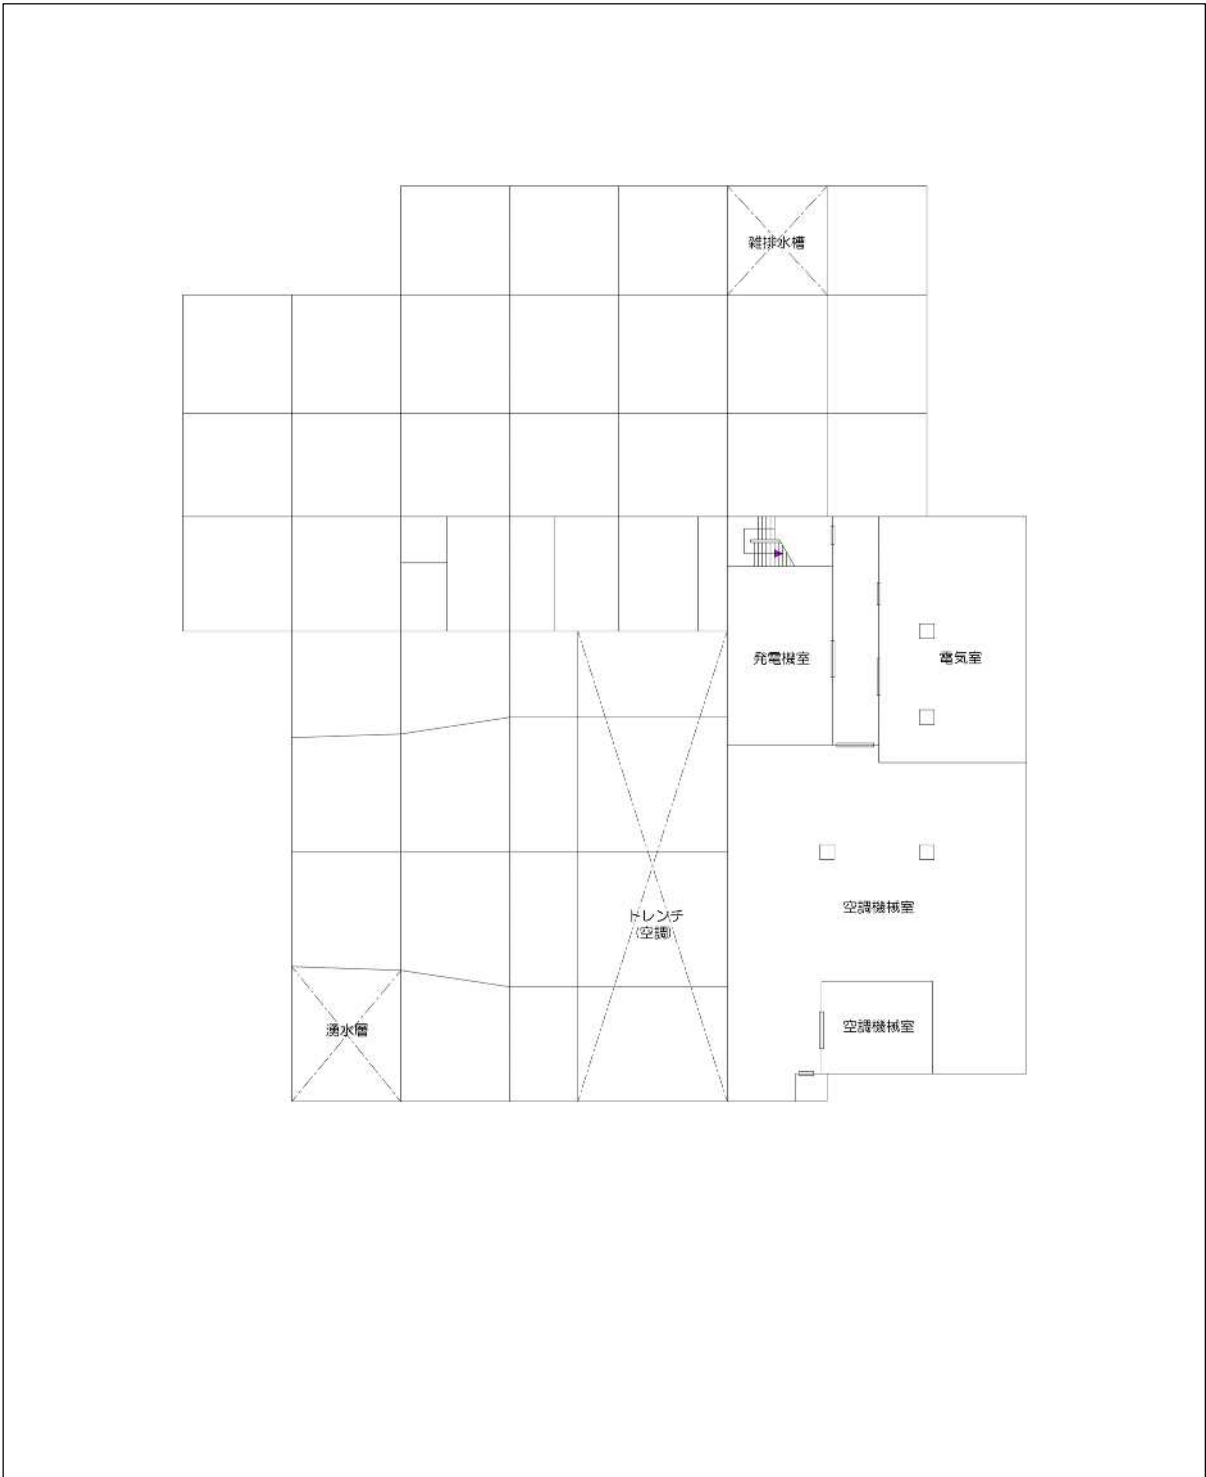 雑排水槽
発電機室
電気室
空調機械室
トレンチ
(空調)
空調機械室
湧水層